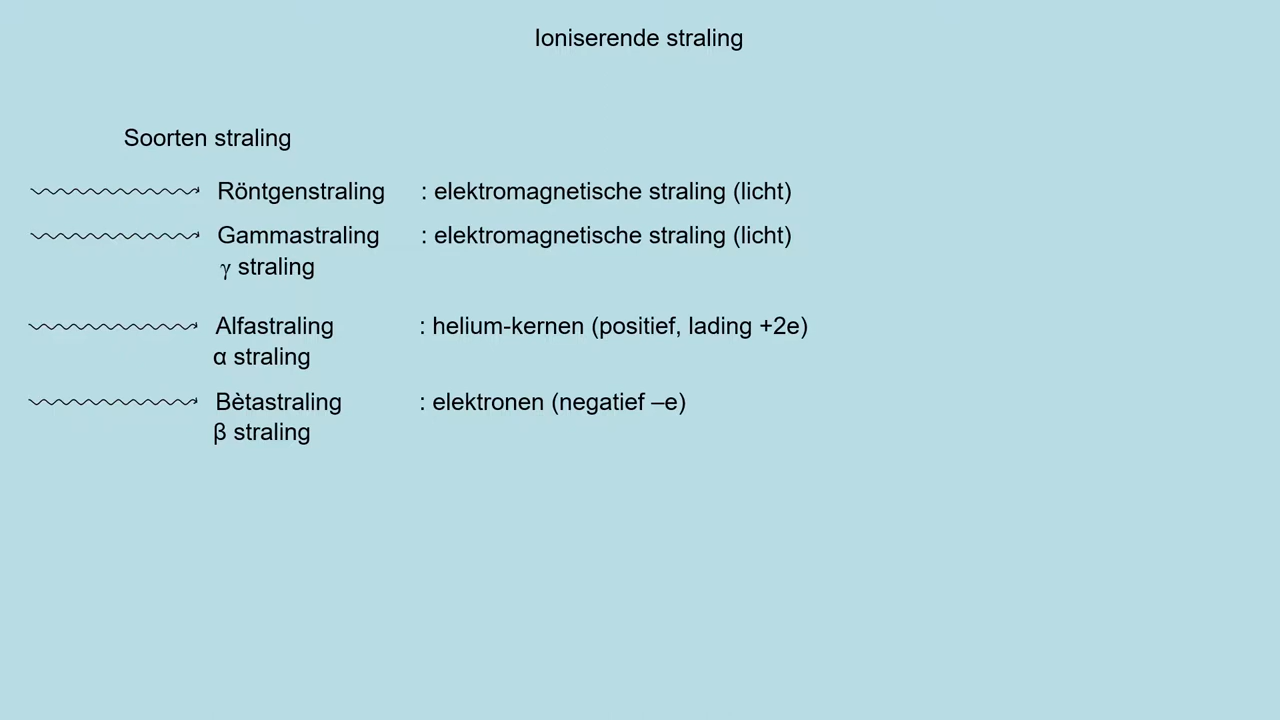 Ioniserende straling
Soorten straling
Röntgenstraling : elektromagnetische straling (licht)
Gammastraling : elektromagnetische straling (licht)
γ straling
Alfastraling : helium-kernen (positief, lading +2e)
α straling
Bètastraling : elektronen (negatief –e)
β straling